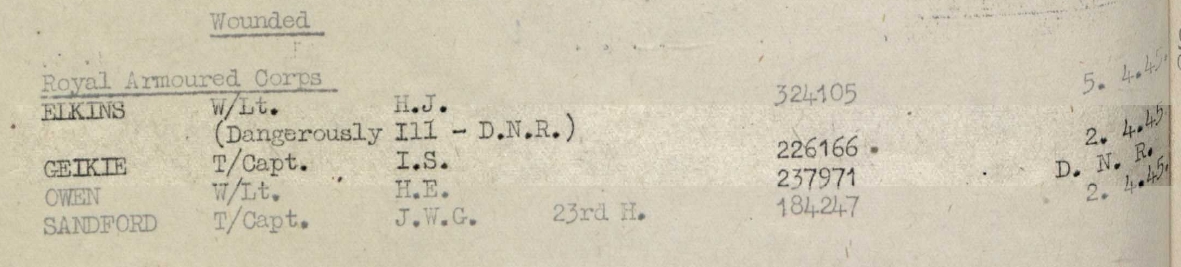 Wounded
Royal Armoured Corps
ELKINS W/Lt. H.J. 324105 5. 4.45.
(Dangerously Ill - D.N.R.)
GEIKIE T/Capt. I.S. 226166. 2. 4.45
OWEN W/Lt. H.E. 237971 D. N. R.
SANDFORD T/Capt. J.W.G. 23rd H. 184247 2. 4.45.